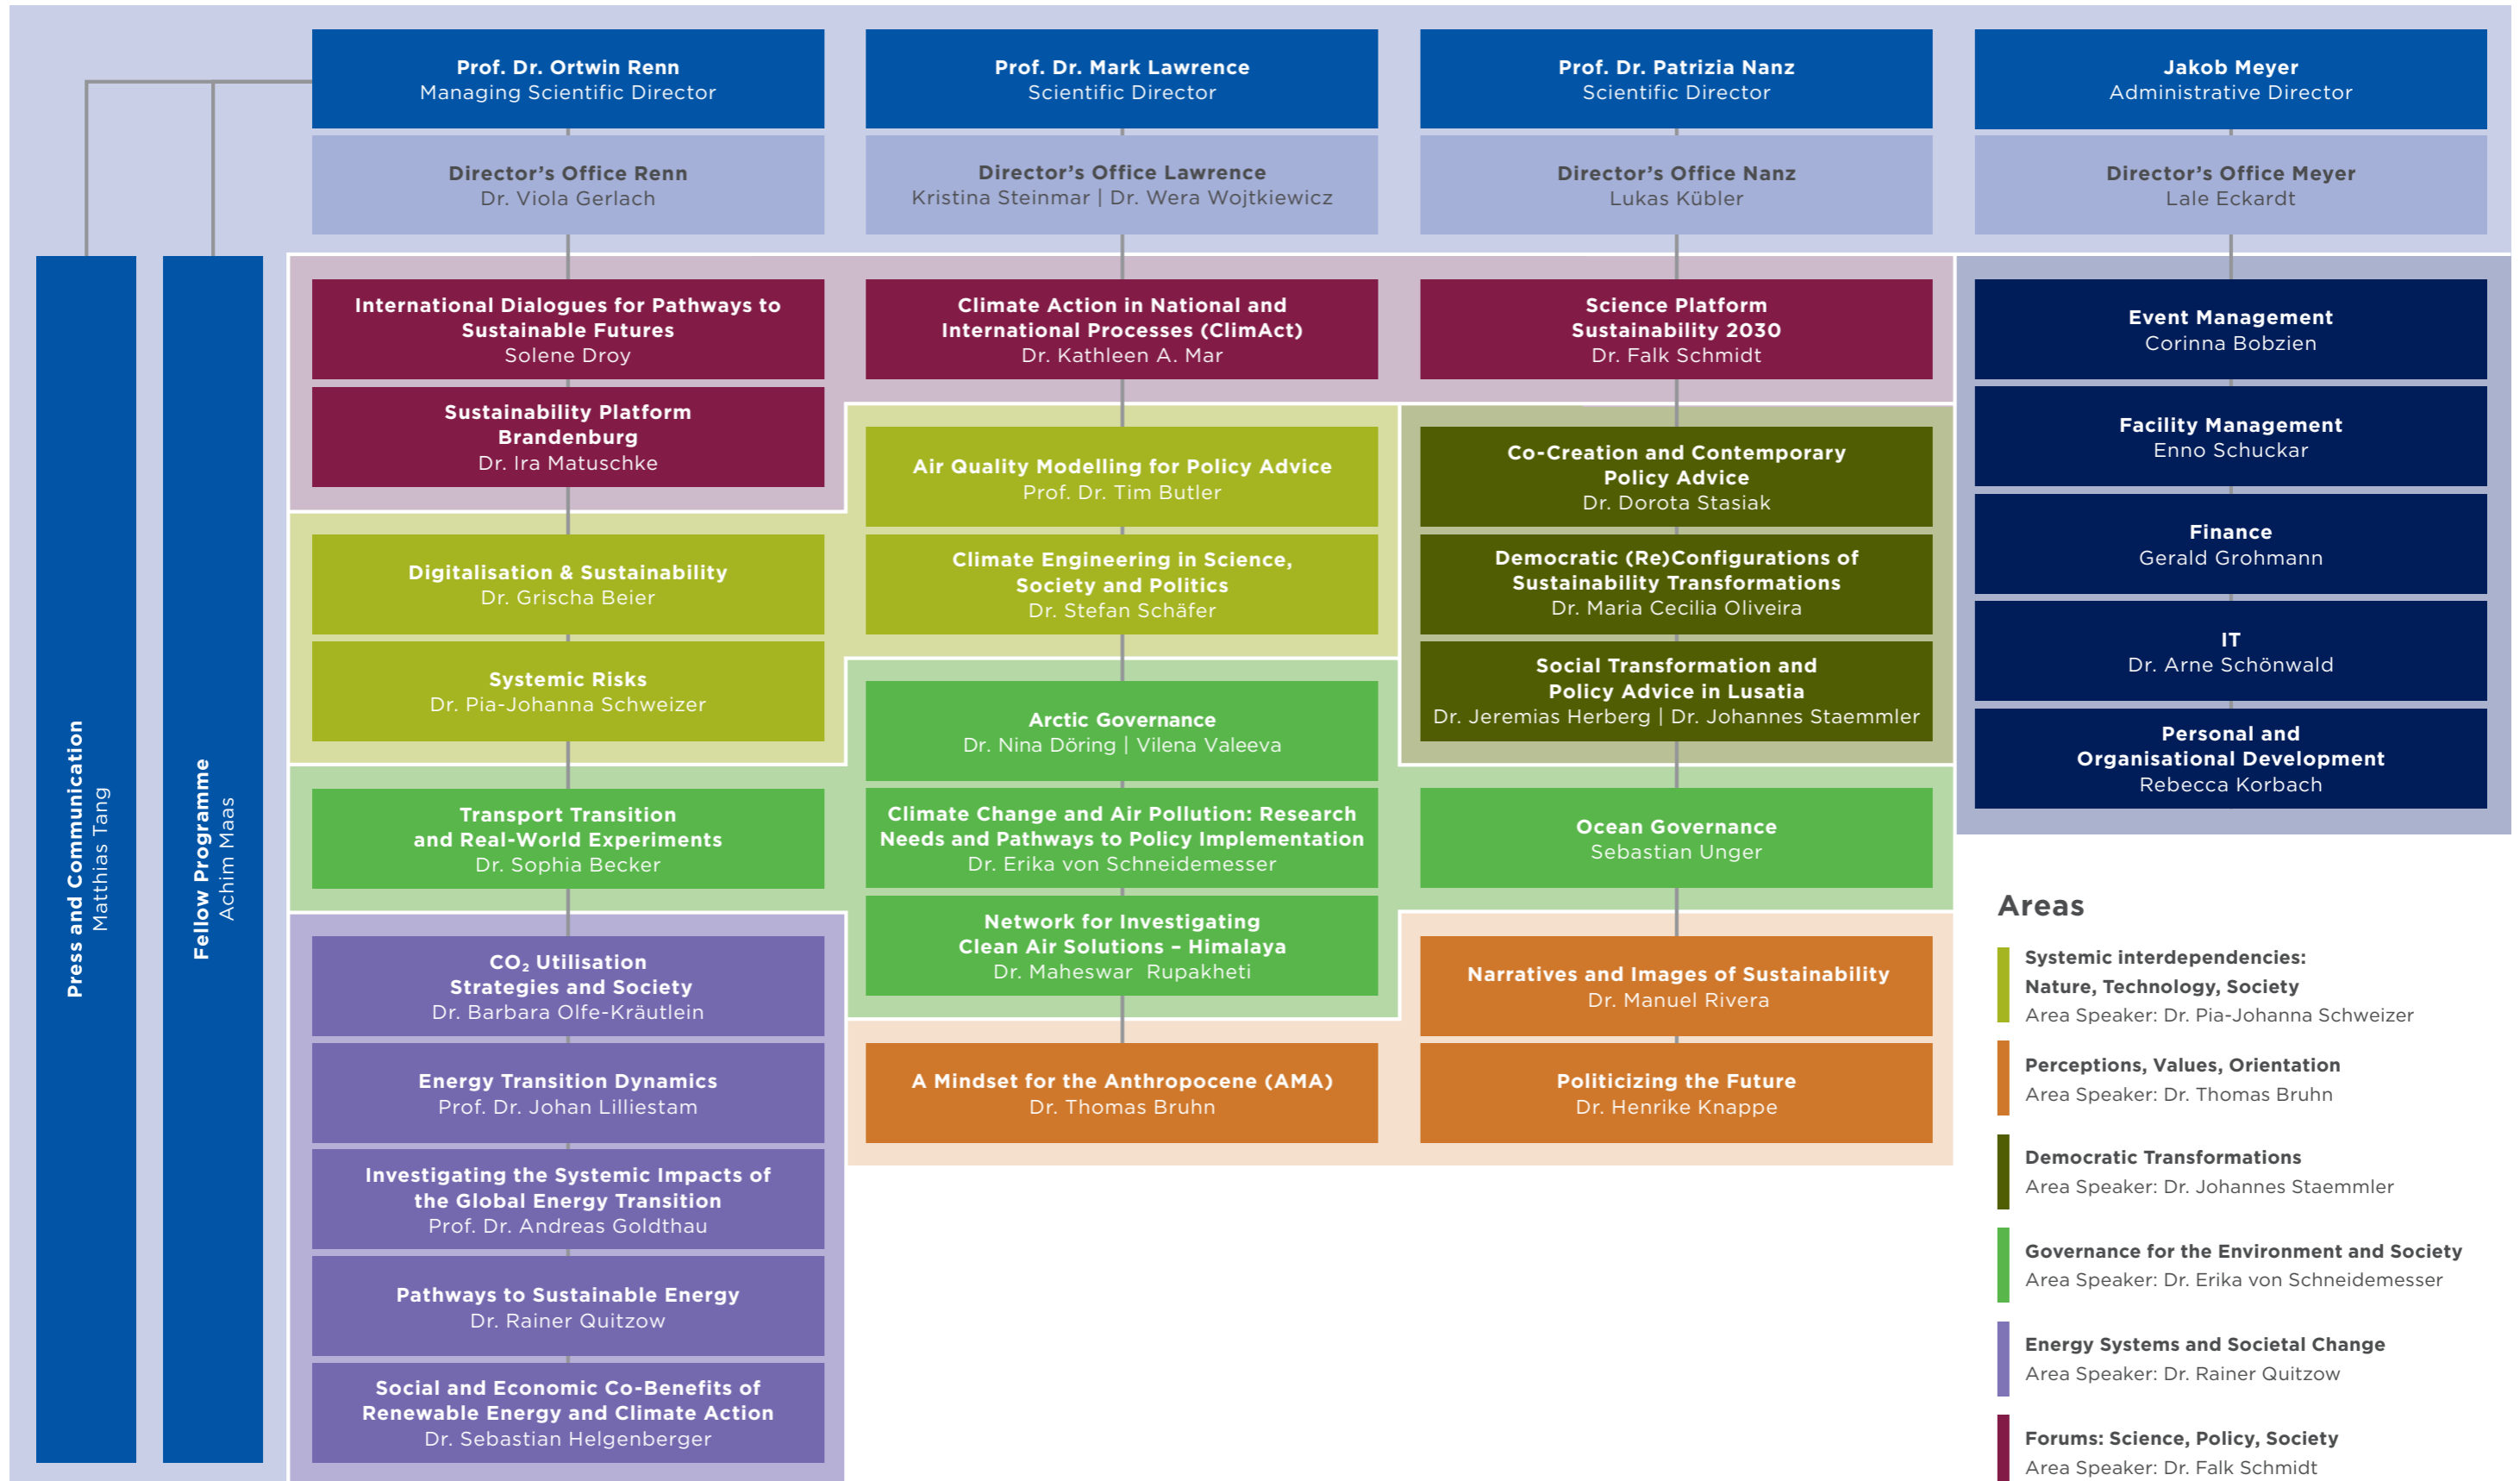 Prof. Dr. Ortwin Renn
Managing Scientific Director
Prof. Dr. Mark Lawrence
Scientific Director
Prof. Dr. Patrizia Nanz
Scientific Director
Jakob Meyer
Administrative Director
Director’s Office Renn
Dr. Viola Gerlach
Director’s Office Lawrence
Kristina Steinmar | Dr. Wera Wojtkiewicz
Director’s Office Nanz
Lukas Kübler
Director’s Office Meyer
Lale Eckardt
Press and Communication
Matthias Tang
Fellow Programme
Achim Maas
International Dialogues for Pathways to
Sustainable Futures
Solene Droy
Sustainability Platform
Brandenburg
Dr. Ira Matuschke
Digitalisation & Sustainability
Dr. Grischa Beier
Systemic Risks
Dr. Pia-Johanna Schweizer
Transport Transition
and Real-World Experiments
Dr. Sophia Becker
CO₂ Utilisation
Strategies and Society
Dr. Barbara Olfe-Kräutlein
Energy Transition Dynamics
Prof. Dr. Johan Lilliestam
Investigating the Systemic Impacts of
the Global Energy Transition
Prof. Dr. Andreas Goldthau
Pathways to Sustainable Energy
Dr. Rainer Quitzow
Social and Economic Co-Benefits of
Renewable Energy and Climate Action
Dr. Sebastian Helgenberger
Climate Action in National and
International Processes (ClimAct)
Dr. Kathleen A. Mar
Air Quality Modelling for Policy Advice
Prof. Dr. Tim Butler
Climate Engineering in Science,
Society and Politics
Dr. Stefan Schäfer
Arctic Governance
Dr. Nina Döring | Vilena Valeeva
Climate Change and Air Pollution: Research
Needs and Pathways to Policy Implementation
Dr. Erika von Schneidemesser
Network for Investigating
Clean Air Solutions – Himalaya
Dr. Maheswar Rupakheti
A Mindset for the Anthropocene (AMA)
Dr. Thomas Bruhn
Science Platform
Sustainability 2030
Dr. Falk Schmidt
Co-Creation and Contemporary
Policy Advice
Dr. Dorota Stasiak
Democratic (Re)Configurations of
Sustainability Transformations
Dr. Maria Cecilia Oliveira
Social Transformation and
Policy Advice in Lusatia
Dr. Jeremias Herberg | Dr. Johannes Staemmler
Ocean Governance
Sebastian Unger
Narratives and Images of Sustainability
Dr. Manuel Rivera
Politicizing the Future
Dr. Henrike Knappe
Event Management
Corinna Bobzien
Facility Management
Enno Schuckar
Finance
Gerald Grohmann
IT
Dr. Arne Schönwald
Personal and
Organisational Development
Rebecca Korbach
Areas
Systemic interdependencies:
Nature, Technology, Society
Area Speaker: Dr. Pia-Johanna Schweizer
Perceptions, Values, Orientation
Area Speaker: Dr. Thomas Bruhn
Democratic Transformations
Area Speaker: Dr. Johannes Staemmler
Governance for the Environment and Society
Area Speaker: Dr. Erika von Schneidemesser
Energy Systems and Societal Change
Area Speaker: Dr. Rainer Quitzow
Forums: Science, Policy, Society
Area Speaker: Dr. Falk Schmidt